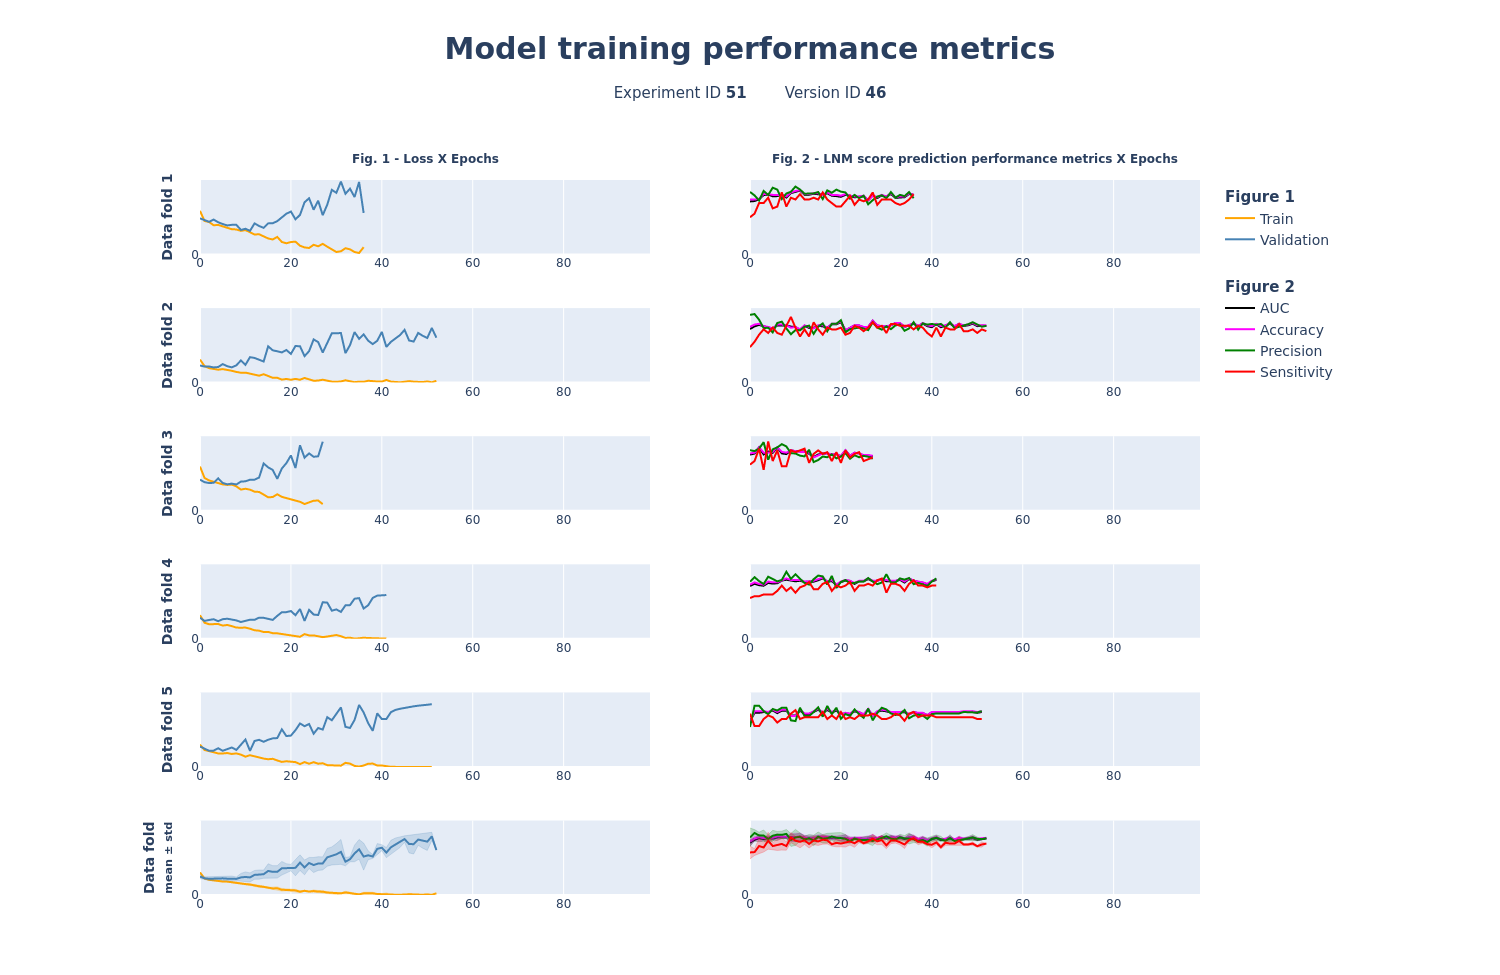 Model training performance metrics
Experiment ID 51 Version ID 46
Fig. 1 - Loss X Epochs
Fig. 2 - LNM score prediction performance metrics X Epochs
Data fold 1
0
0 20 40 60 80
0
0 20 40 60 80
Figure 1
Train
Validation
Figure 2
AUC
Accuracy
Precision
Sensitivity
Data fold 2
0
0 20 40 60 80
0
0 20 40 60 80
Data fold 3
0
0 20 40 60 80
0
0 20 40 60 80
Data fold 4
0
0 20 40 60 80
0
0 20 40 60 80
Data fold 5
0
0 20 40 60 80
0
0 20 40 60 80
Data fold
mean ± std
0
0 20 40 60 80
0
0 20 40 60 80